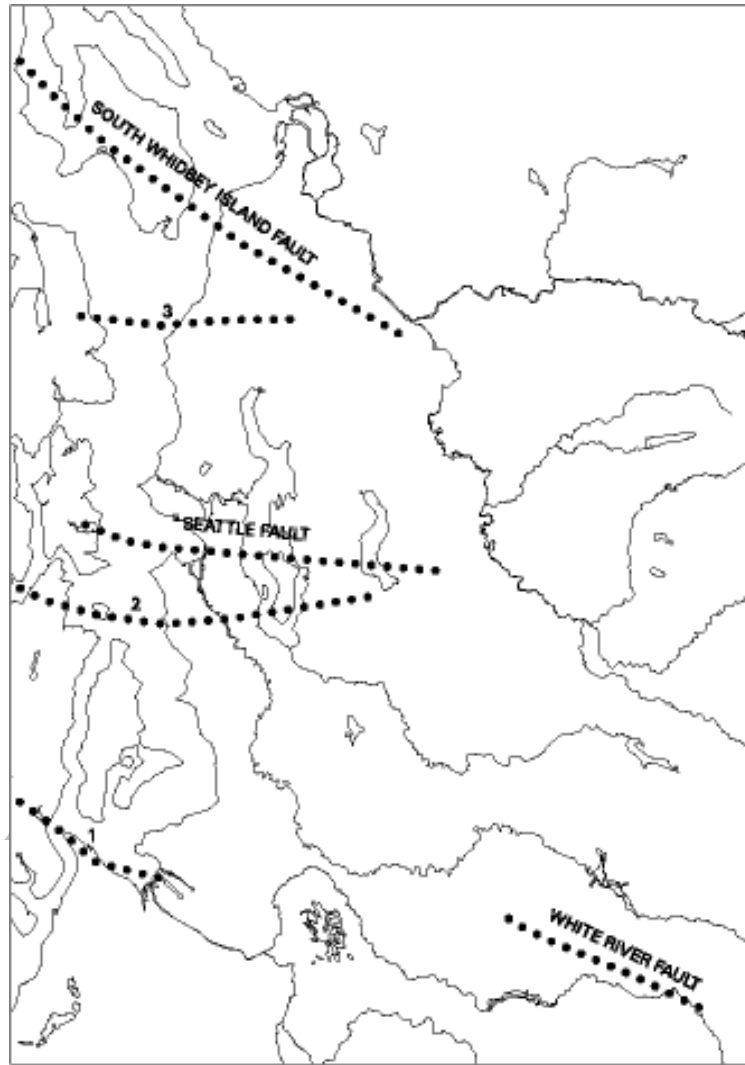 SOUTH WHIDBEY ISLAND FAULT
3
SEATTLE FAULT
2
1
WHITE RIVER FAULT